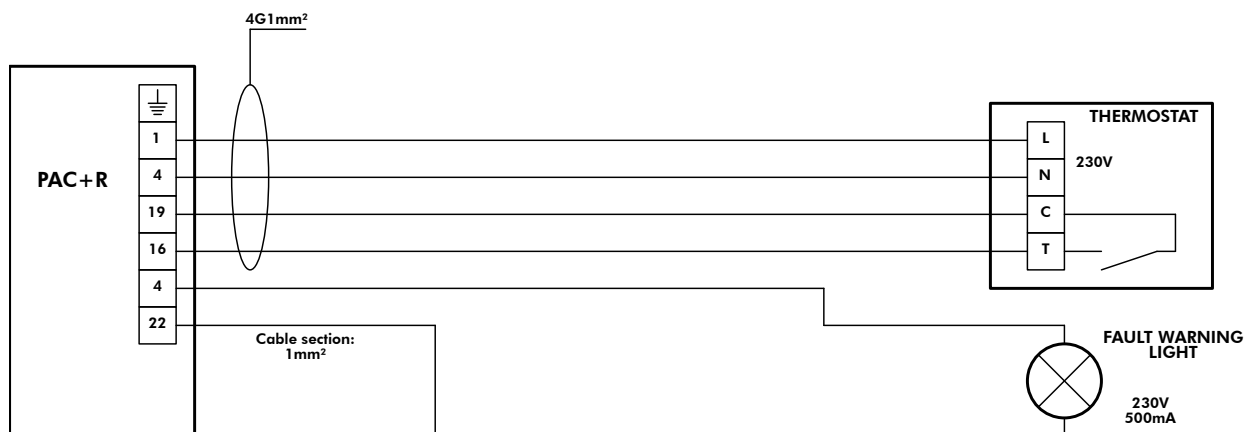 4G1mm²
THERMOSTAT
1
L
PAC+R
4
N
230V
19
C
16
T
4
22
Cable section:
1mm²
FAULT WARNING
LIGHT
230V
500mA